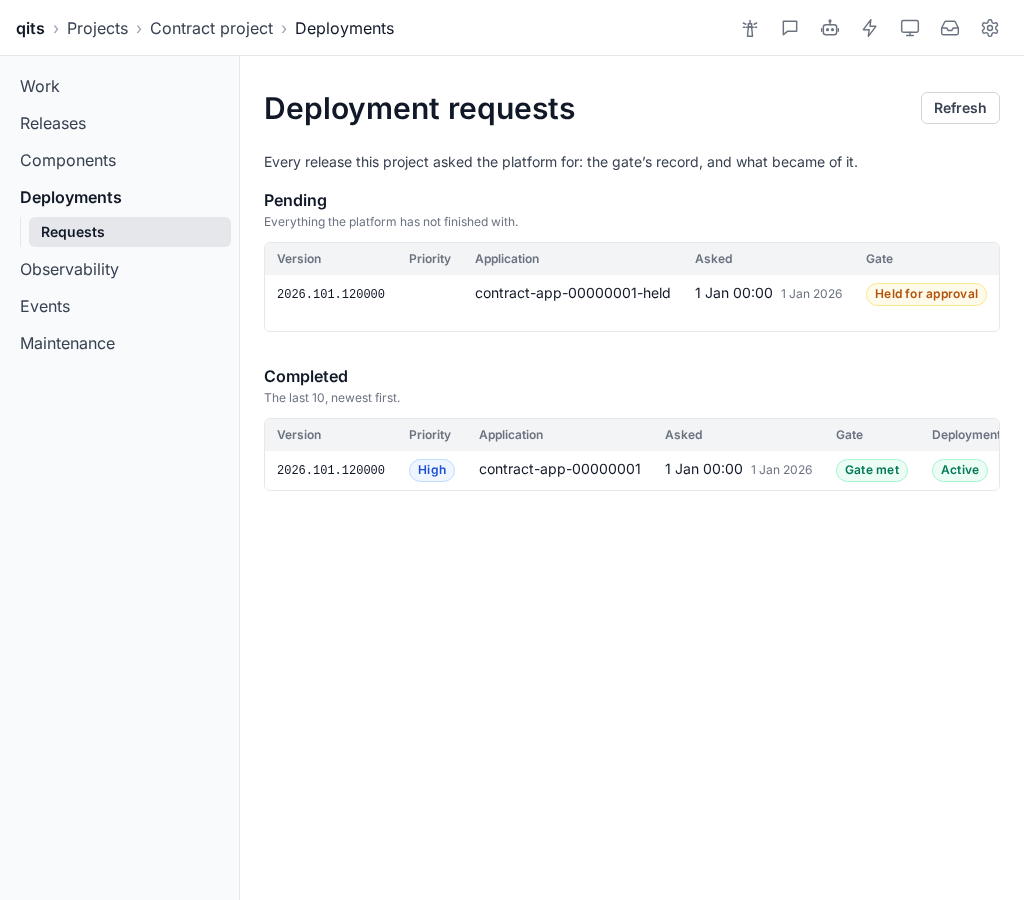 qits › Projects › Contract project › Deployments
Work
Releases
Components
Deployments
Requests
Observability
Events
Maintenance
Deployment requests
Refresh
Every release this project asked the platform for: the gate’s record, and what became of it.
Pending
Everything the platform has not finished with.
Version Priority Application Asked Gate
2026.101.120000 contract-app-00000001-held 1 Jan 00:00 1 Jan 2026 Held for approval
Completed
The last 10, newest first.
Version Priority Application Asked Gate Deployment
2026.101.120000 High contract-app-00000001 1 Jan 00:00 1 Jan 2026 Gate met Active